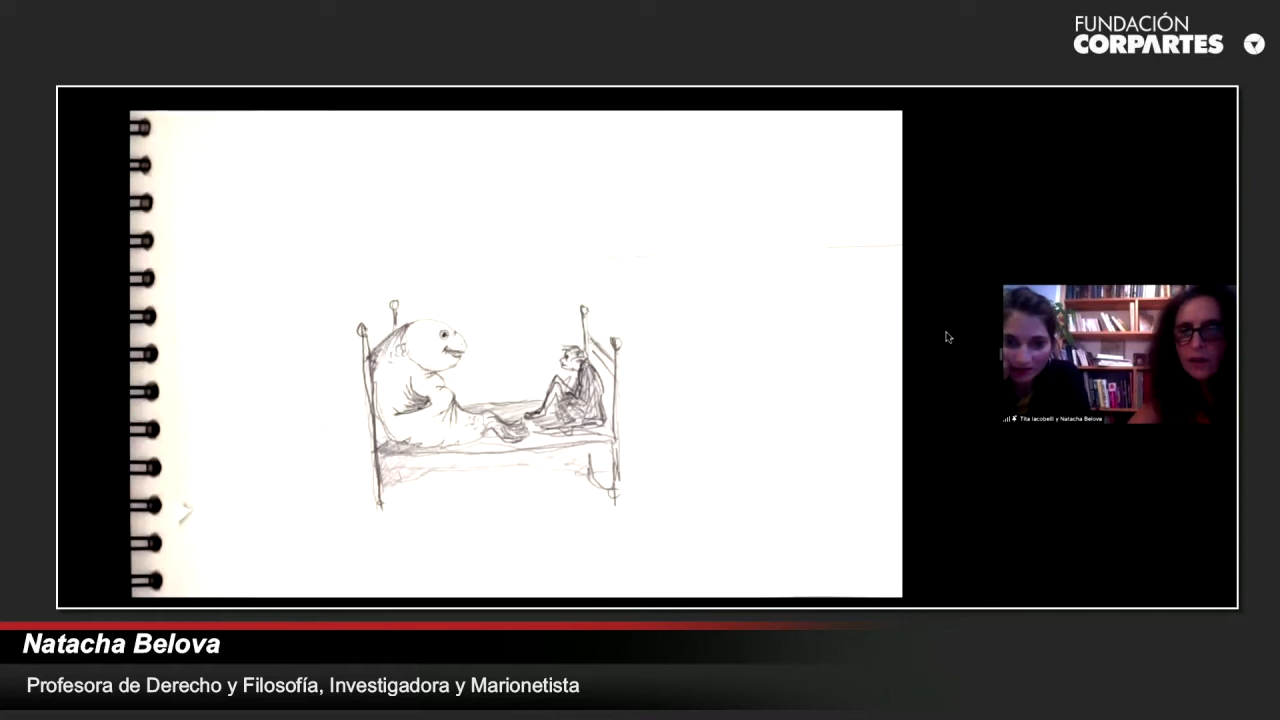 FUNDACIÓN
CORPARTES
Tita Iacobelli y Natacha Belova
Natacha Belova
Profesora de Derecho y Filosofía, Investigadora y Marionetista